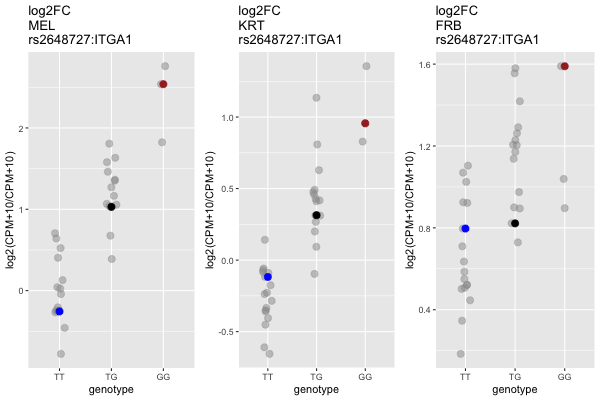 log2FC
MEL
rs2648727:ITGA1
log2(CPM+10/CPM+10)
2
1
0
TT
TG
GG
genotype
log2FC
KRT
rs2648727:ITGA1
log2(CPM+10/CPM+10)
1.0
0.5
0.0
-0.5
TT
TG
GG
genotype
log2FC
FRB
rs2648727:ITGA1
log2(CPM+10/CPM+10)
1.6
1.2
0.8
0.4
TT
TG
GG
genotype